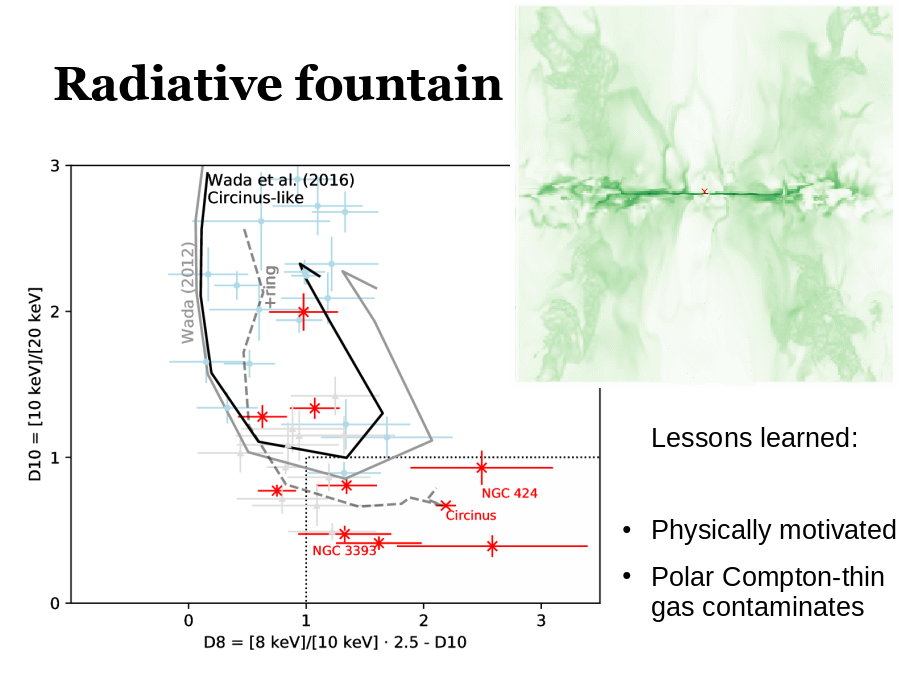 Radiative fountain
3
2
1
0
D10 = [10 keV]/[20 keV]
Wada et al. (2016)
Circinus-like
Wada (2012)
+ring
NGC 424
Circinus
NGC 3393
0
1
2
3
D8 = [8 keV]/[10 keV] · 2.5 - D10
Lessons learned:
• Physically motivated
• Polar Compton-thin
gas contaminates